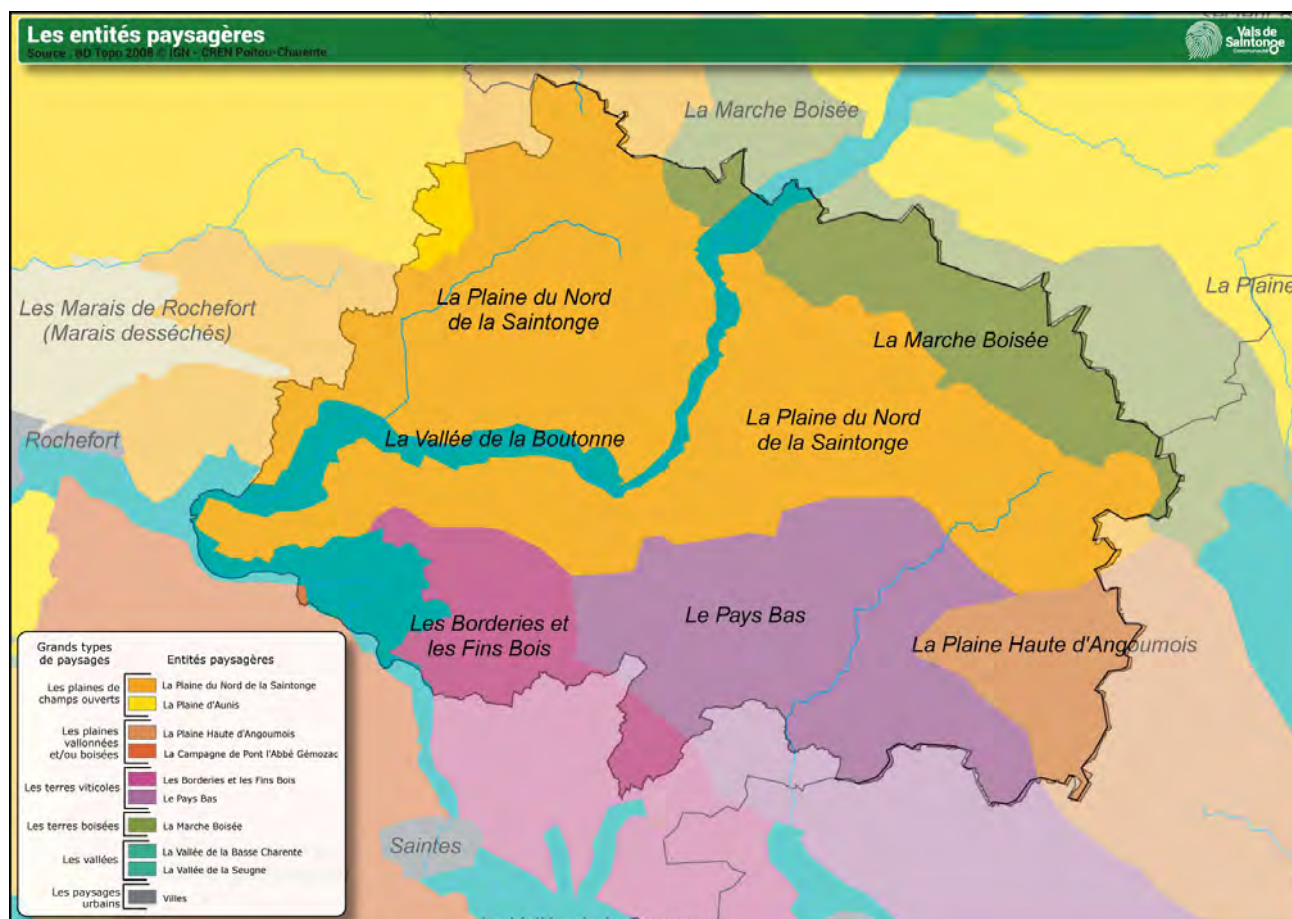 Les entités paysagères
Source : BD Topo 2008 © IGN - CREN Poitou-Charente
Vals de
Saintonge
Communauté
La Marche Boisée
La Plaine du Nord
de la Saintonge
Les Marais de Rochefort
(Marais desséchés)
La Plaine
La Marche Boisée
La Plaine du Nord
de la Saintonge
Rochefort
La Vallée de la Boutonne
Les Borderies et
les Fins Bois
Le Pays Bas
La Plaine Haute d'Angoumois
Saintes
Grands types
de paysages
Entités paysagères
Les plaines de
champs ouverts
La Plaine du Nord de la Saintonge
La Plaine d'Aunis
Les plaines
vallonnées
et/ou boisées
La Plaine Haute d'Angoumois
La Campagne de Pont l'Abbé Gémozac
Les terres viticoles
Les Borderies et les Fins Bois
Le Pays Bas
Les terres boisées
La Marche Boisée
Les vallées
La Vallée de la Basse Charente
La Vallée de la Seugne
Les paysages
urbains
Villes